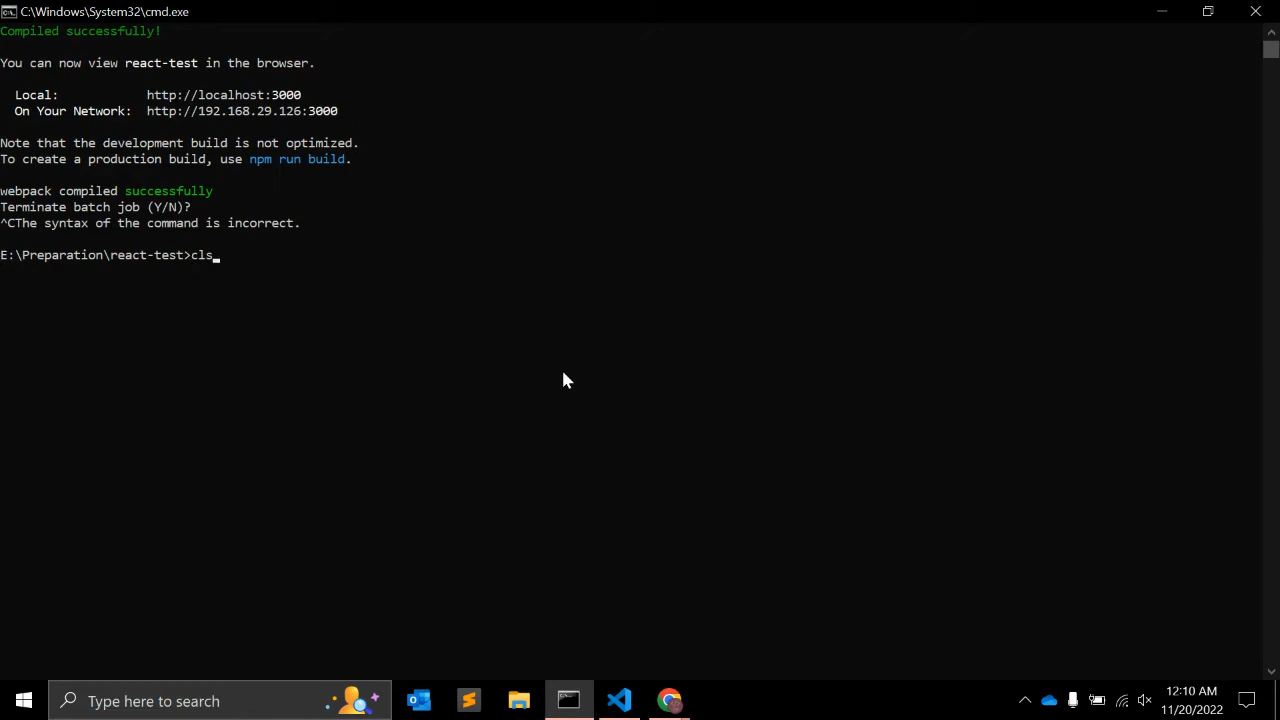 C:\Windows\System32\cmd.exe
Compiled successfully!
You can now view react-test in the browser.
Local: http://localhost:3000
On Your Network: http://192.168.29.126:3000
Note that the development build is not optimized.
To create a production build, use npm run build.
webpack compiled successfully
Terminate batch job (Y/N)?
^CThe syntax of the command is incorrect.
E:\Preparation\react-test>cls
Type here to search
12:10 AM
11/20/2022